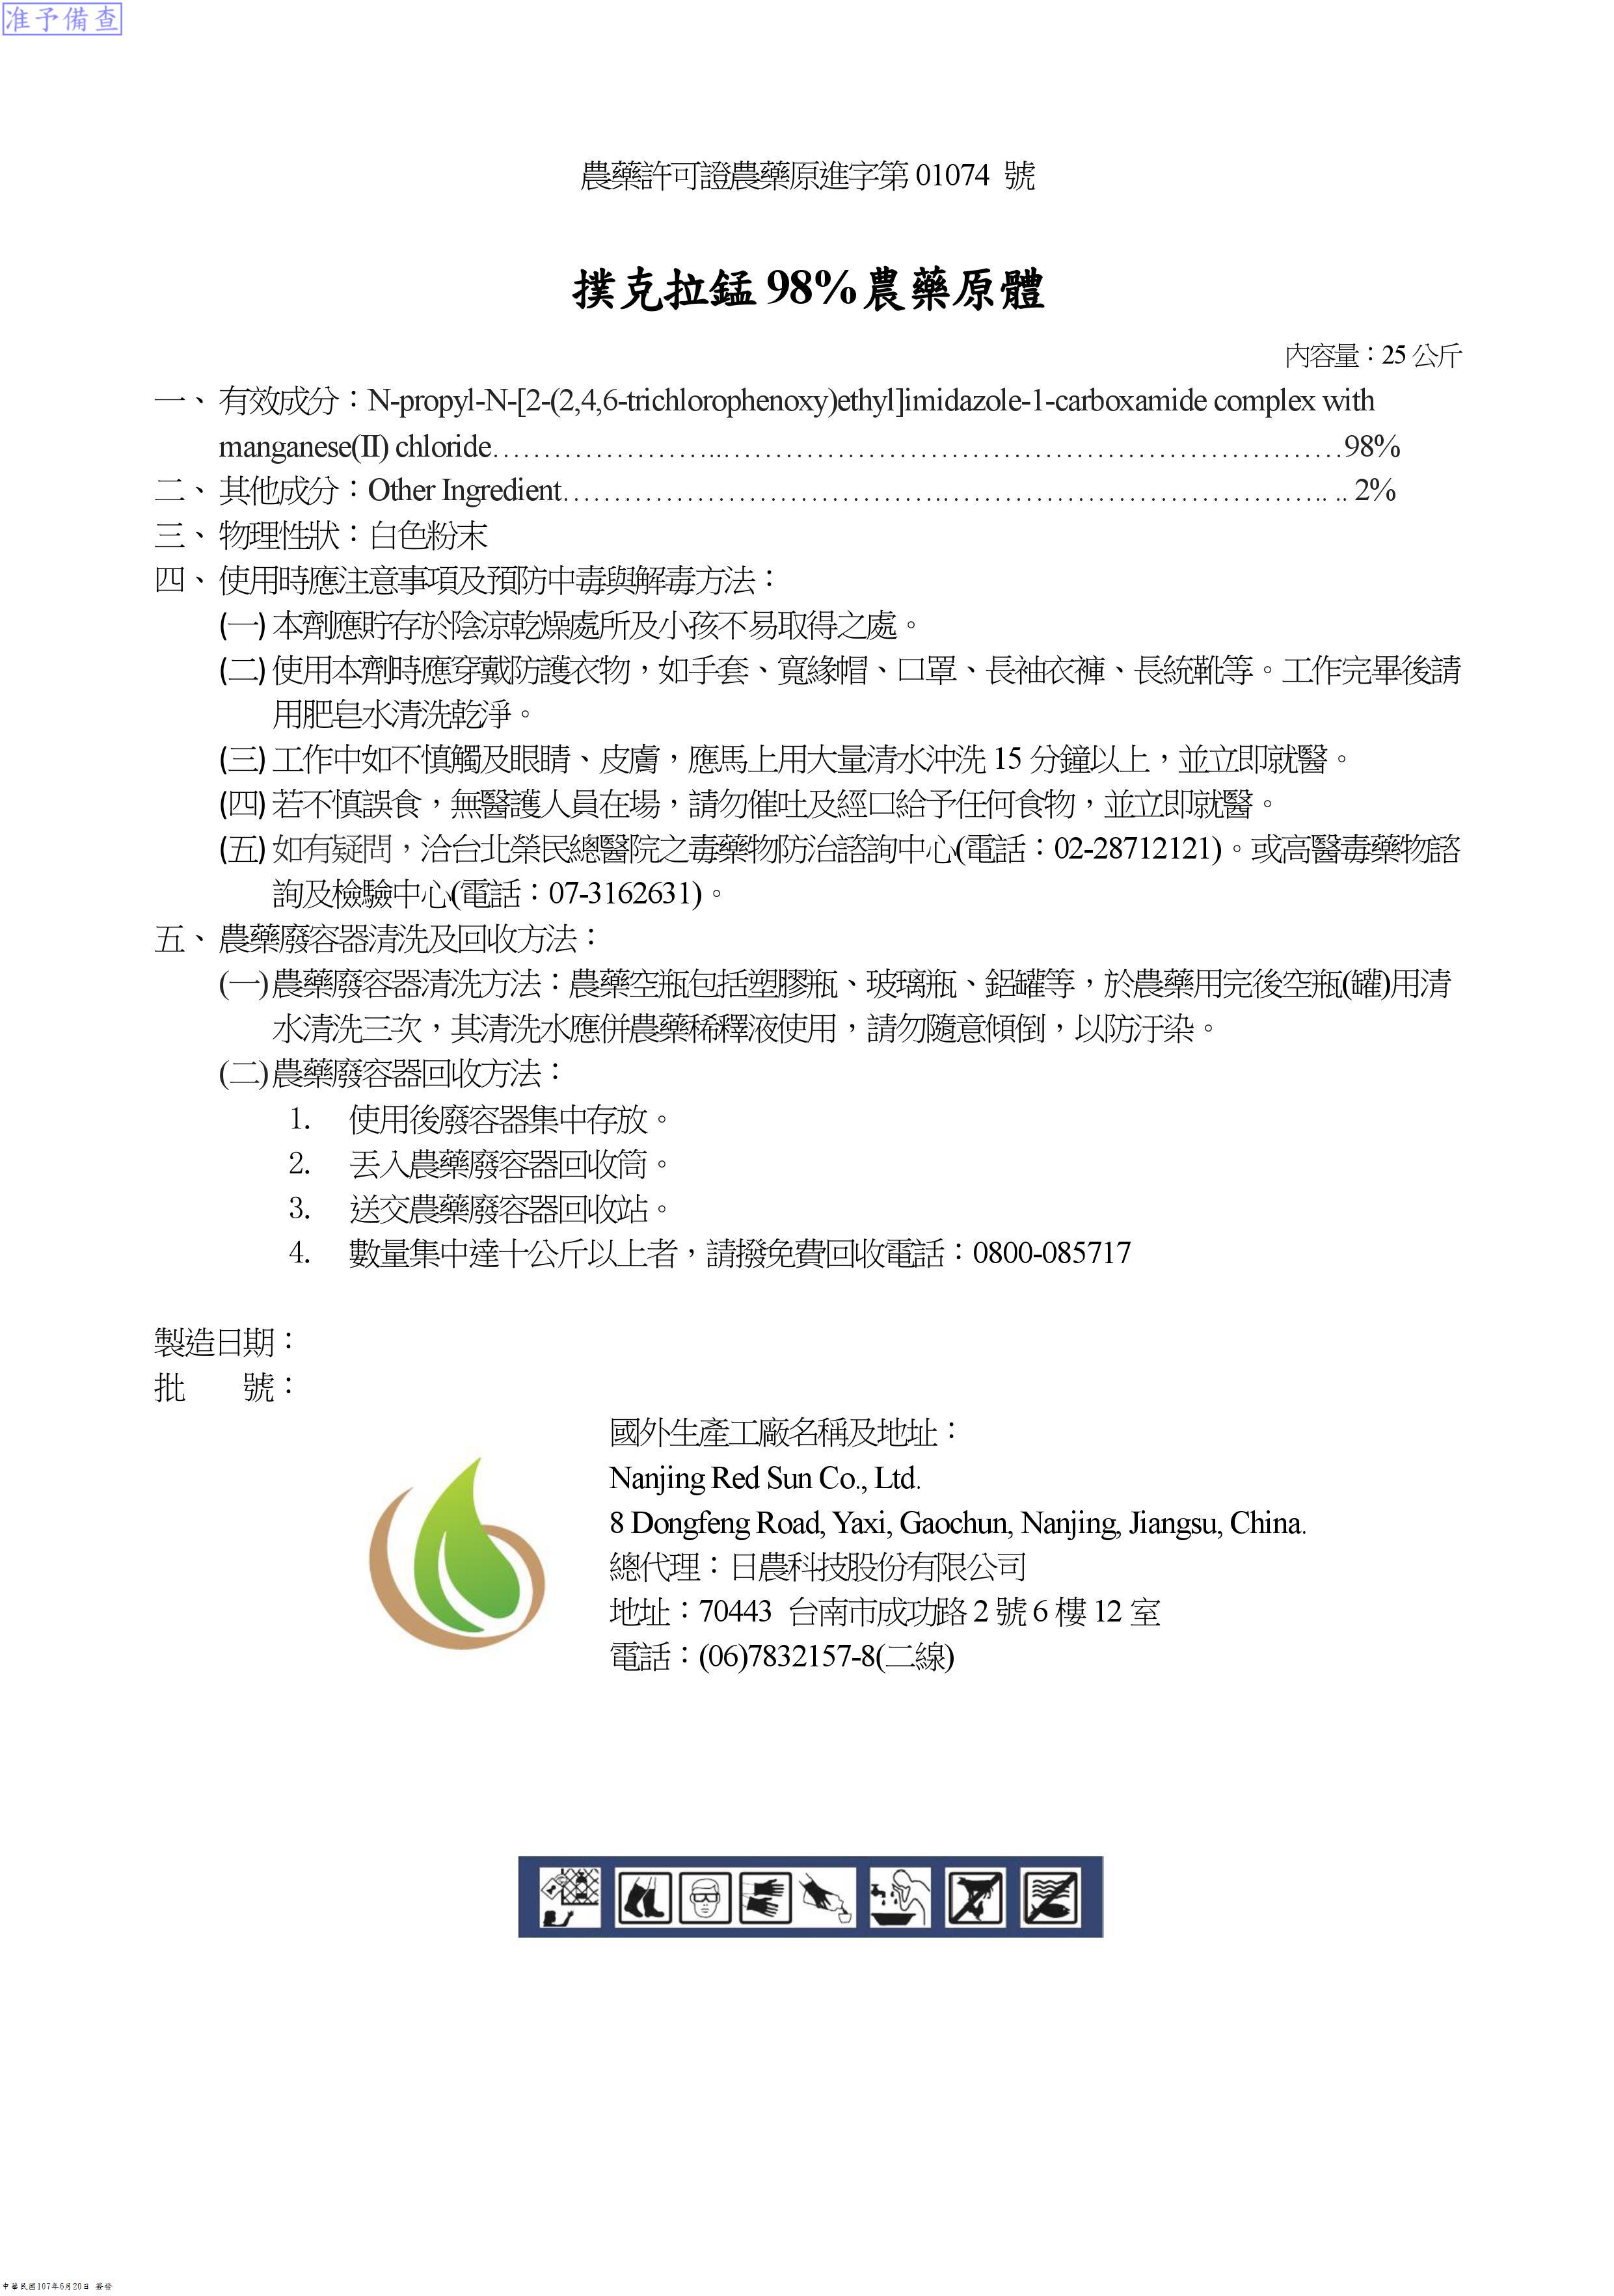 准予備查
農藥許可證農藥原進字第 01074 號
撲克拉錳 98%農藥原體
內容量：25 公斤
一、 有效成分：N-propyl-N-[2-(2,4,6-trichlorophenoxy)ethyl]imidazole-1-carboxamide complex with
manganese(II) chloride…………………..……………………………………………………98%
二、 其他成分：Other Ingredient……………………………….………………………………. .. 2%
三、 物理性狀：白色粉末
四、 使用時應注意事項及預防中毒與解毒方法：
(一) 本劑應貯存於陰涼乾燥處所及小孩不易取得之處。
(二) 使用本劑時應穿戴防護衣物，如手套、寬緣帽、口罩、長袖衣褲、長統靴等。工作完畢後請
用肥皂水清洗乾淨。
(三) 工作中如不慎觸及眼睛、皮膚，應馬上用大量清水沖洗 15 分鐘以上，並立即就醫。
(四) 若不慎誤食，無醫護人員在場，請勿催吐及經口給予任何食物，並立即就醫。
(五) 如有疑問，洽台北榮民總醫院之毒藥物防治諮詢中心(電話：02-28712121)。或高醫毒藥物諮
詢及檢驗中心(電話：07-3162631)。
五、 農藥廢容器清洗及回收方法：
(一)農藥廢容器清洗方法：農藥空瓶包括塑膠瓶、玻璃瓶、鋁罐等，於農藥用完後空瓶(罐)用清
水清洗三次，其清洗水應併農藥稀釋液使用，請勿隨意傾倒，以防汙染。
(二)農藥廢容器回收方法：
1. 使用後廢容器集中存放。
2. 丟入農藥廢容器回收筒。
3. 送交農藥廢容器回收站。
4. 數量集中達十公斤以上者，請撥免費回收電話：0800-085717
製造日期：
批　　號：
國外生產工廠名稱及地址：
Nanjing Red Sun Co., Ltd.
8 Dongfeng Road, Yaxi, Gaochun, Nanjing, Jiangsu, China.
總代理：日農科技股份有限公司
地址：70443 台南市成功路 2 號 6 樓 12 室
電話：(06)7832157-8(二線)
中華民國107年6月20日 簽發